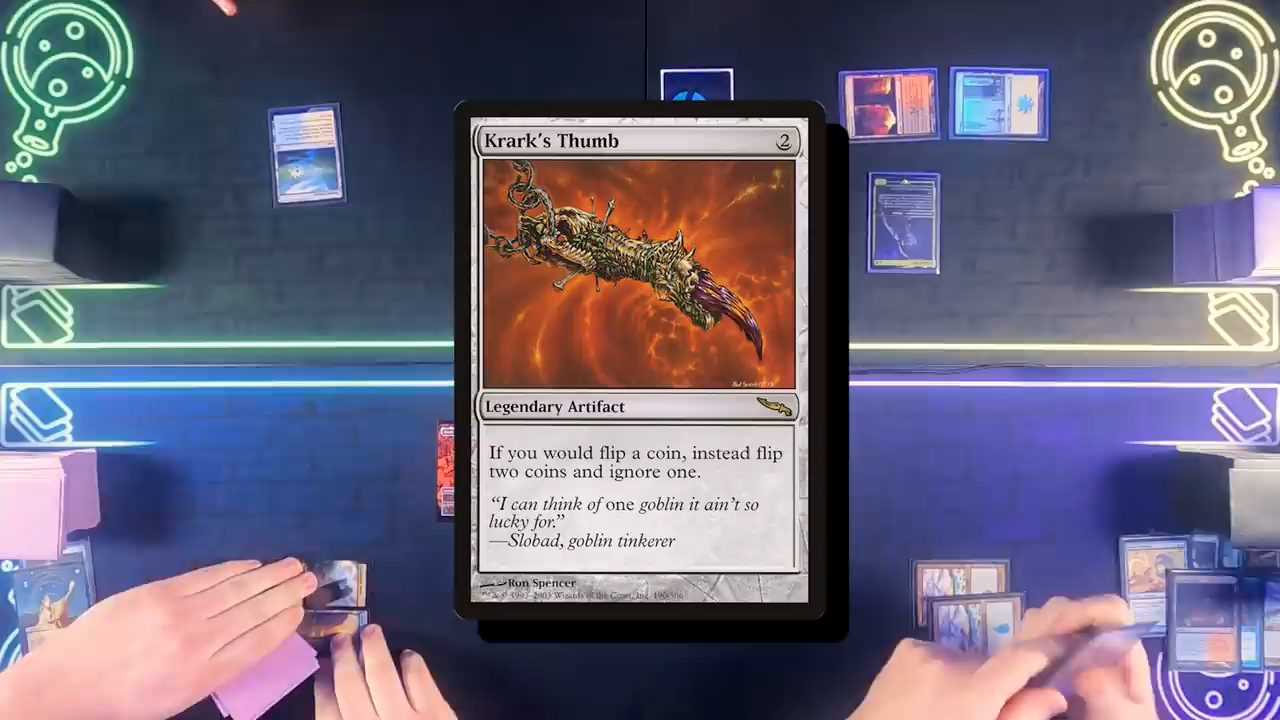 Krark's Thumb 2
Legendary Artifact
If you would flip a coin, instead flip
two coins and ignore one.
“I can think of one goblin it ain't so
lucky for.”
—Slobad, goblin tinkerer
Ron Spencer